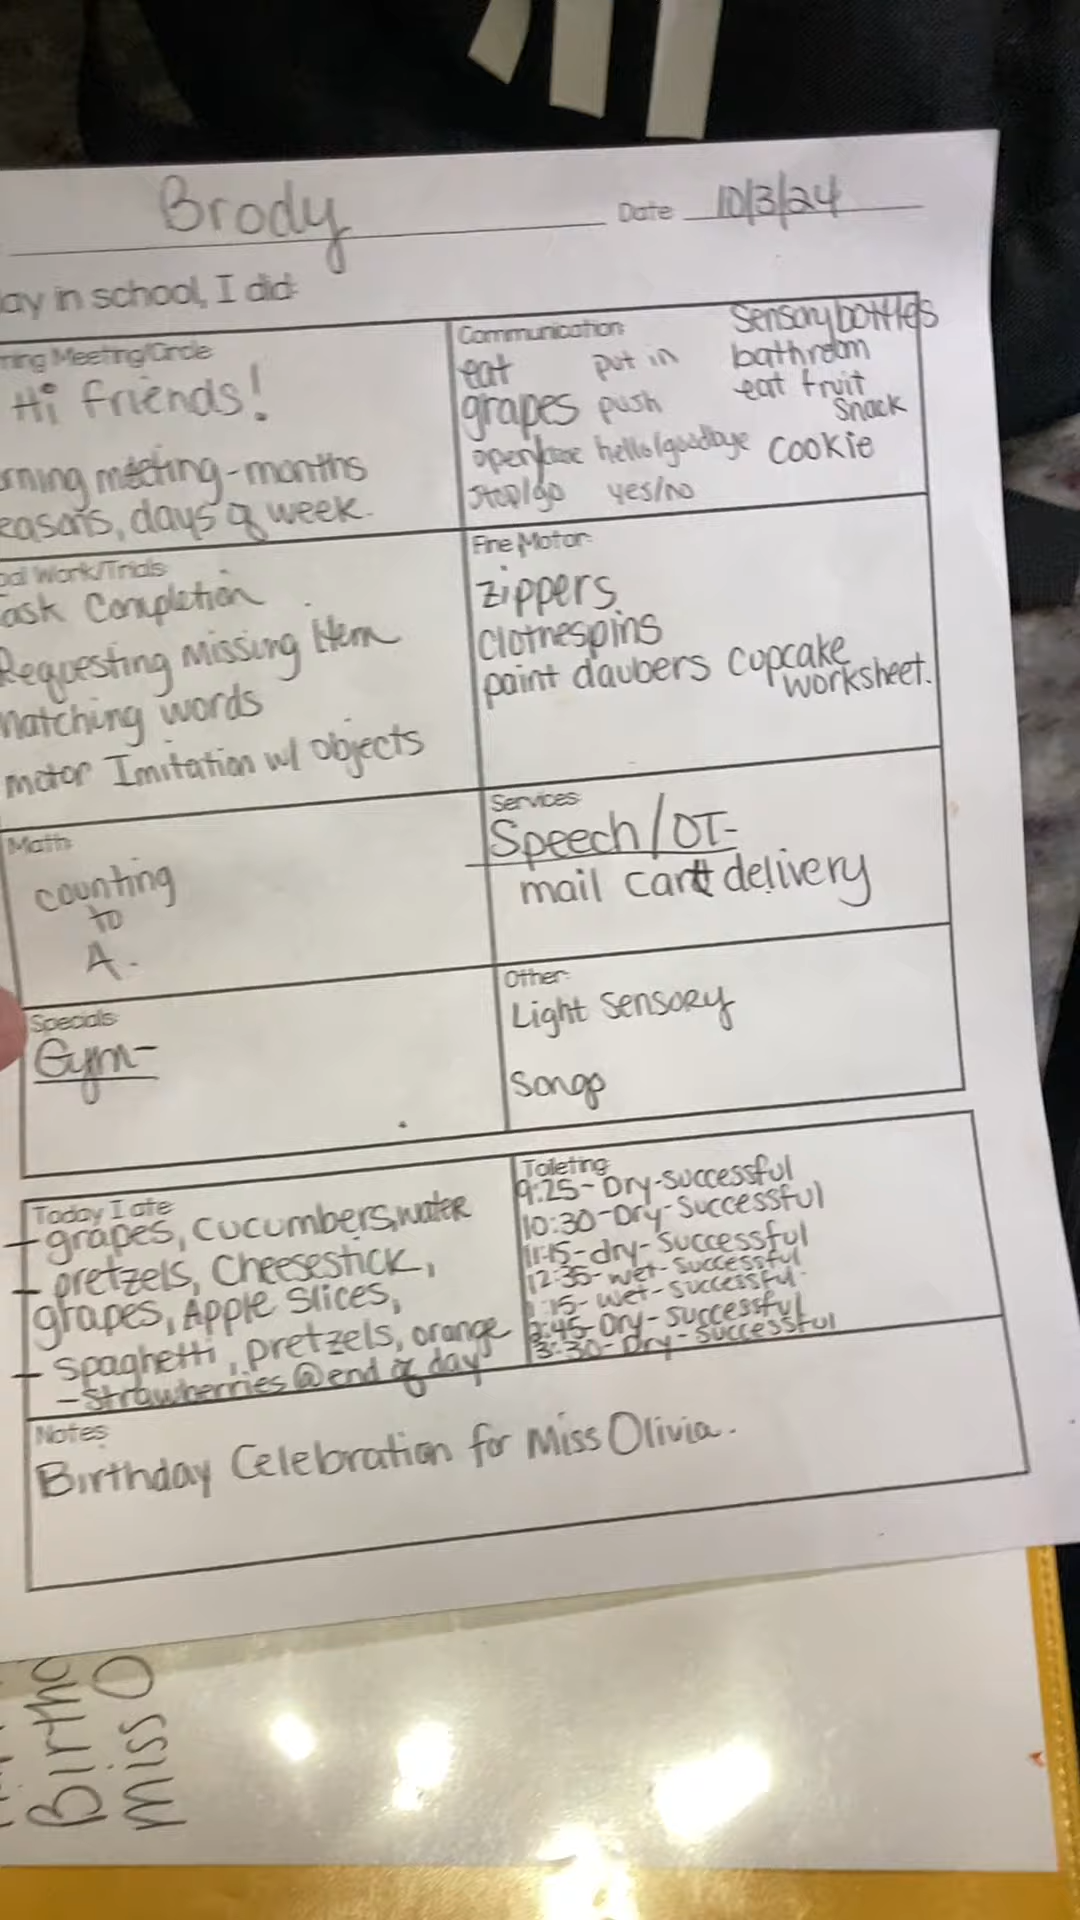 Brody Date 10/3/24
ay in school, I did:
ning Meeting/Circle
Hi friends!
rning meeting - months
easons, days of week.
Communication:
eat put in Sensory bottles
grapes push bathroom
open/close hello/goodbye eat fruit
stop/go yes/no Snack
cookie
al Work/Trials:
ask Completion
Requesting Missing Item
Matching words
motor Imitation w/ objects
Fine Motor:
zippers
clothespins
paint daubers cupcake
worksheet.
Math:
counting
to
Services:
Speech/OT-
mail cart delivery
Specials:
Gym-
Other:
Light Sensory
Songs
Today I ate
- grapes, cucumbers, water
- pretzels, Cheesestick,
grapes, Apple Slices,
- Spaghetti, pretzels, orange
- Strawberries @ end of day
Toileting
9:25- Dry-successful
10:30-Dry-Successful
11:15-dry-Successful
12:35-wet-Successful
:15-wet-Successful
2:45-Dry-Successful
3:30-Dry-Successful
Notes
Birthday Celebration for Miss Olivia.
Birthd
Miss O